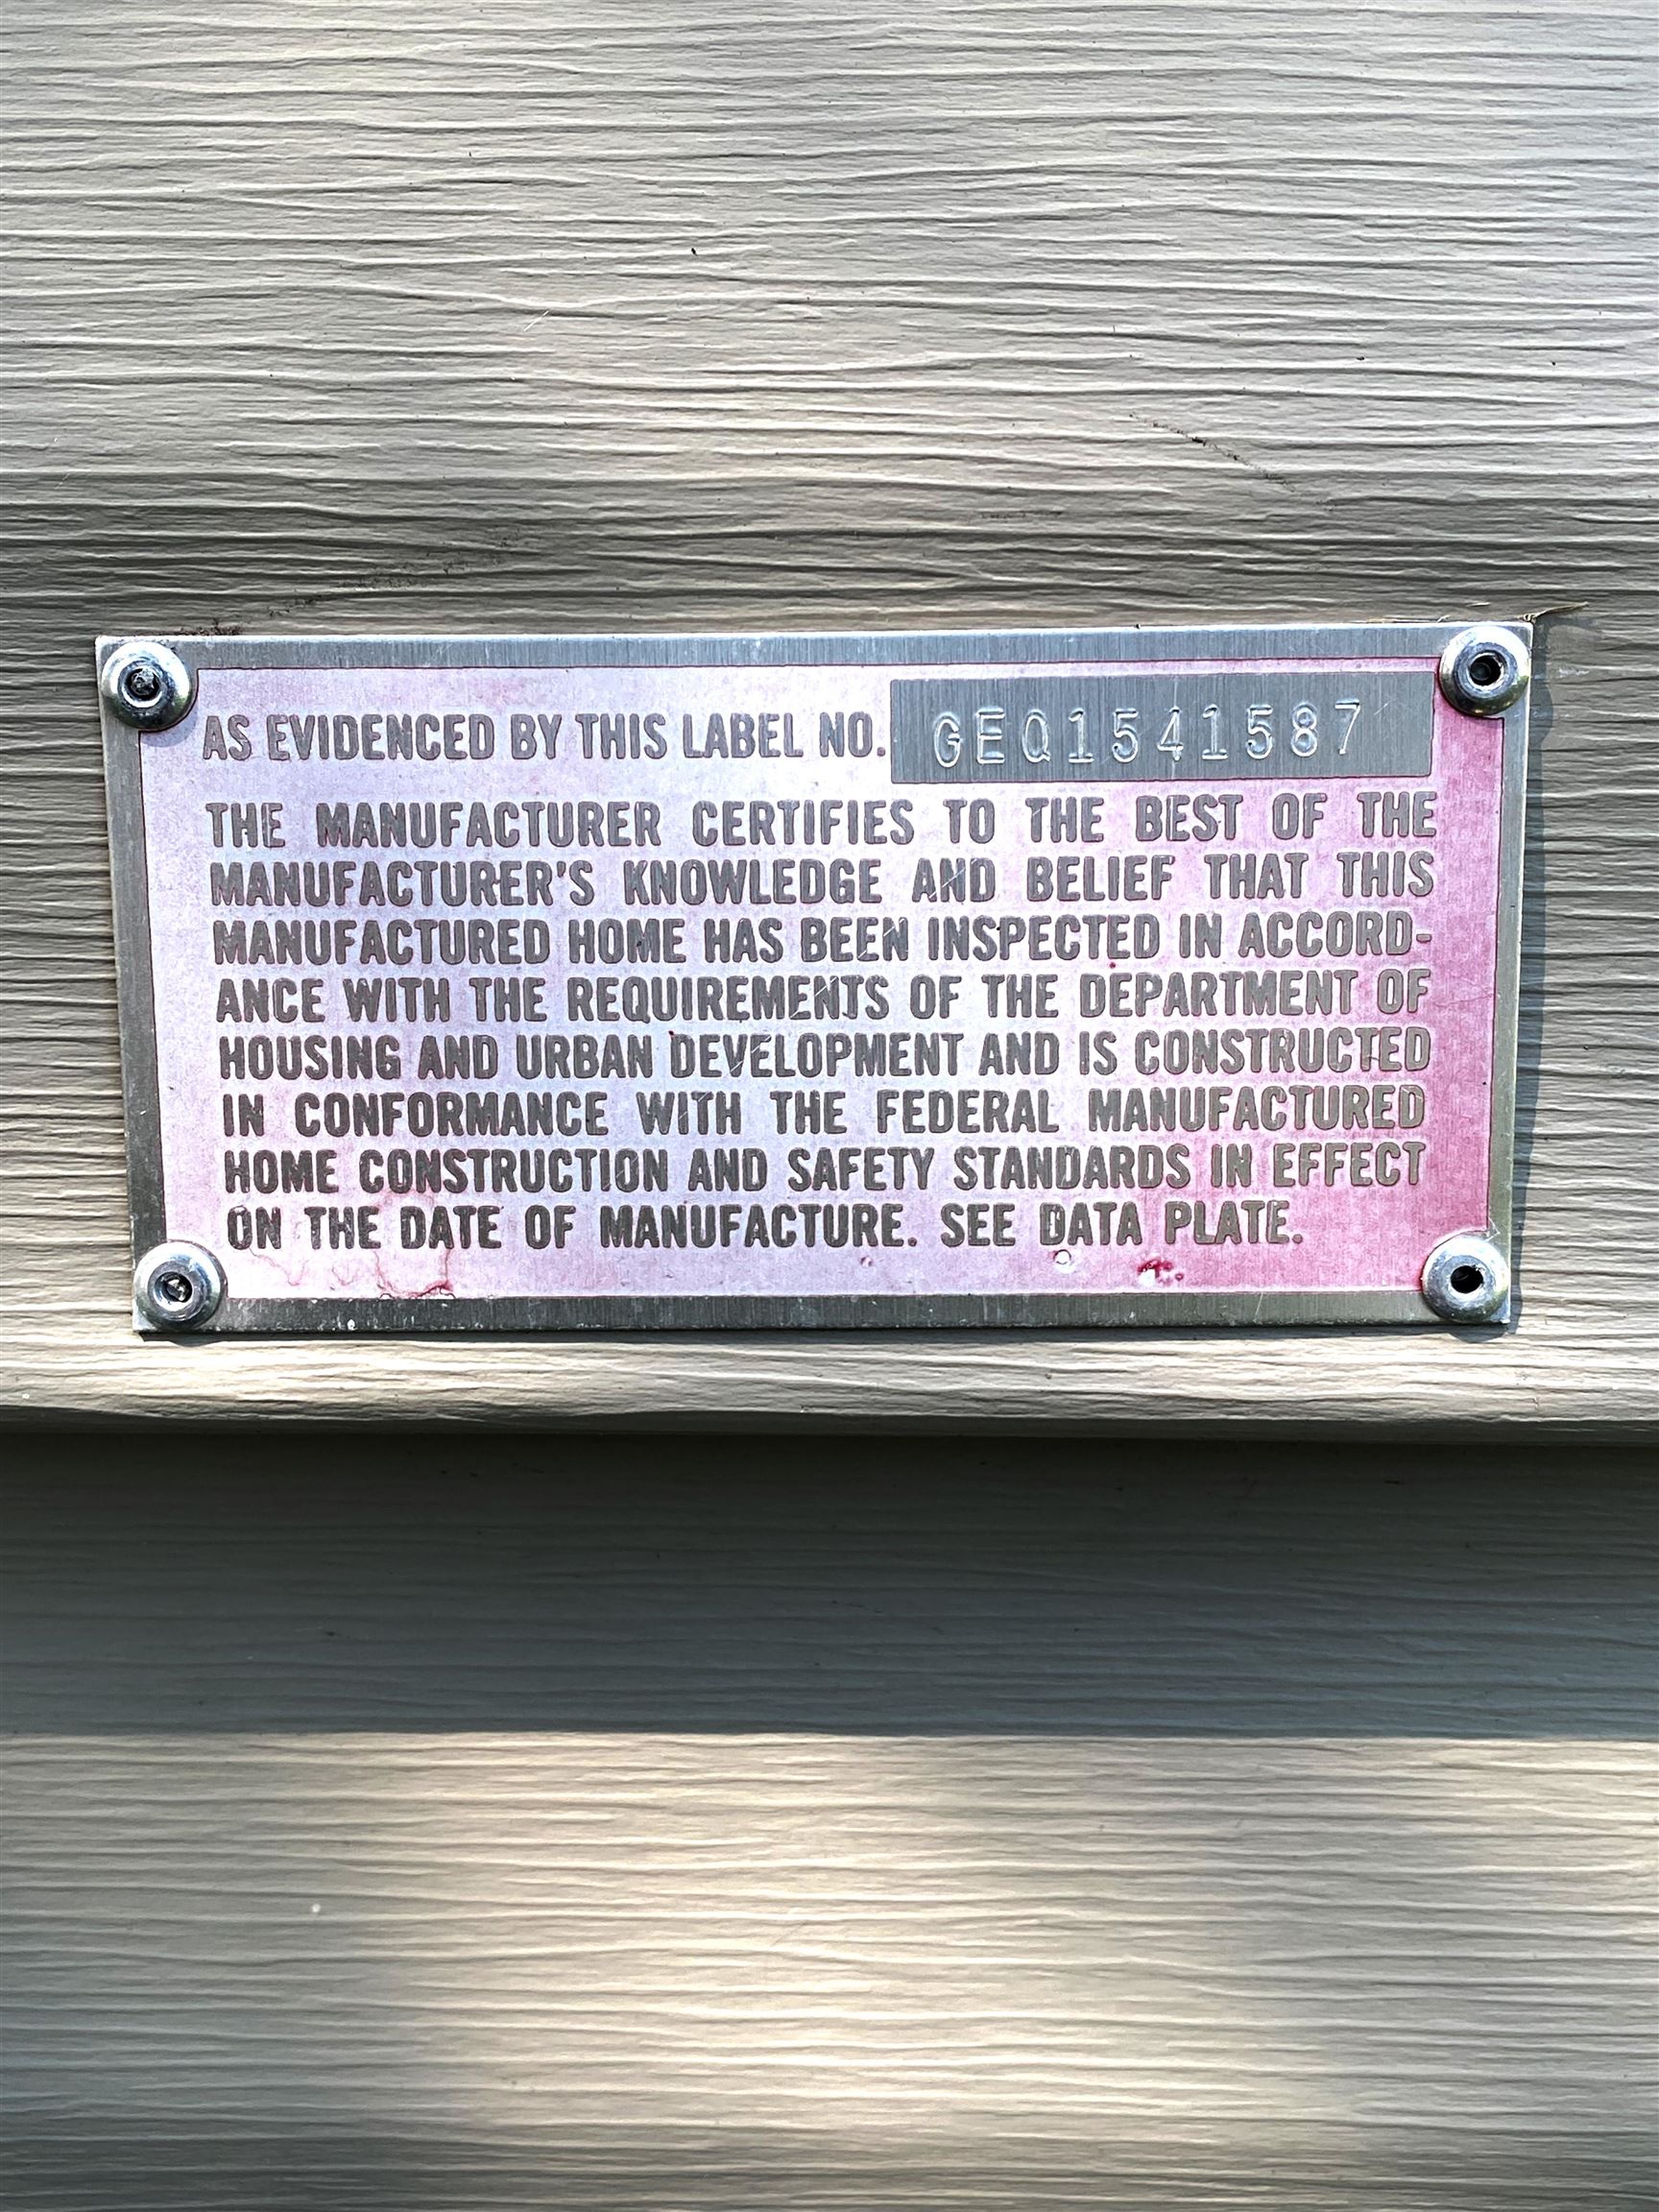 AS EVIDENCED BY THIS LABEL NO. GEQ1541587
THE MANUFACTURER CERTIFIES TO THE BEST OF THE
MANUFACTURER'S KNOWLEDGE AND BELIEF THAT THIS
MANUFACTURED HOME HAS BEEN INSPECTED IN ACCORD-
ANCE WITH THE REQUIREMENTS OF THE DEPARTMENT OF
HOUSING AND URBAN DEVELOPMENT AND IS CONSTRUCTED
IN CONFORMANCE WITH THE FEDERAL MANUFACTURED
HOME CONSTRUCTION AND SAFETY STANDARDS IN EFFECT
ON THE DATE OF MANUFACTURE. SEE DATA PLATE.